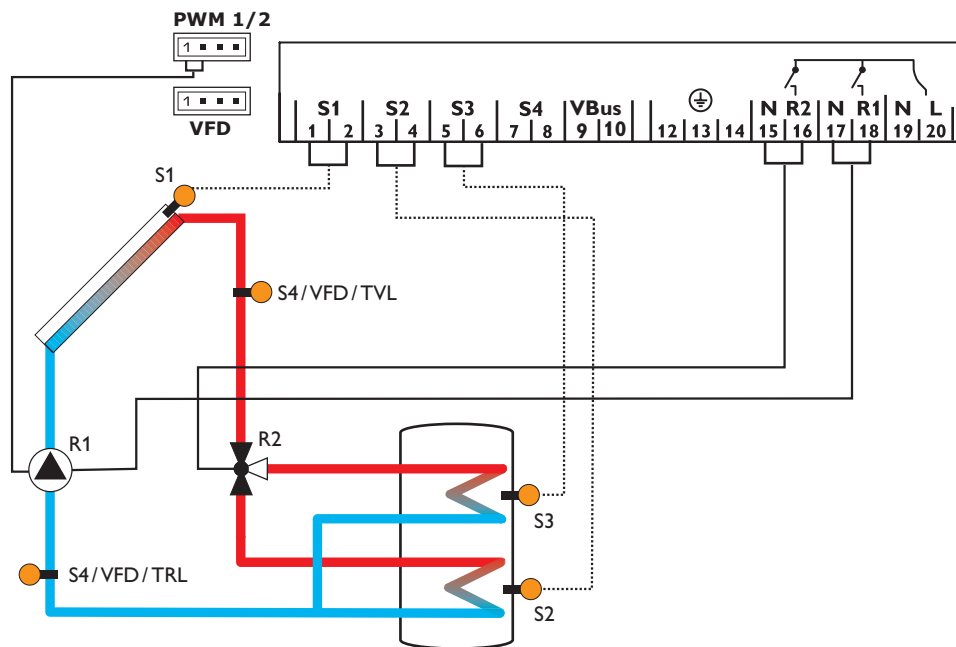 PWM 1/2
1
1
VFD
S1 S2 S3 S4 VBus N R2 N R1 N L
1 2 3 4 5 6 7 8 9 10 12 13 14 15 16 17 18 19 20
S1
S4/VFD/TVL
R1
R2
S3
S4/VFD/TRL
S2